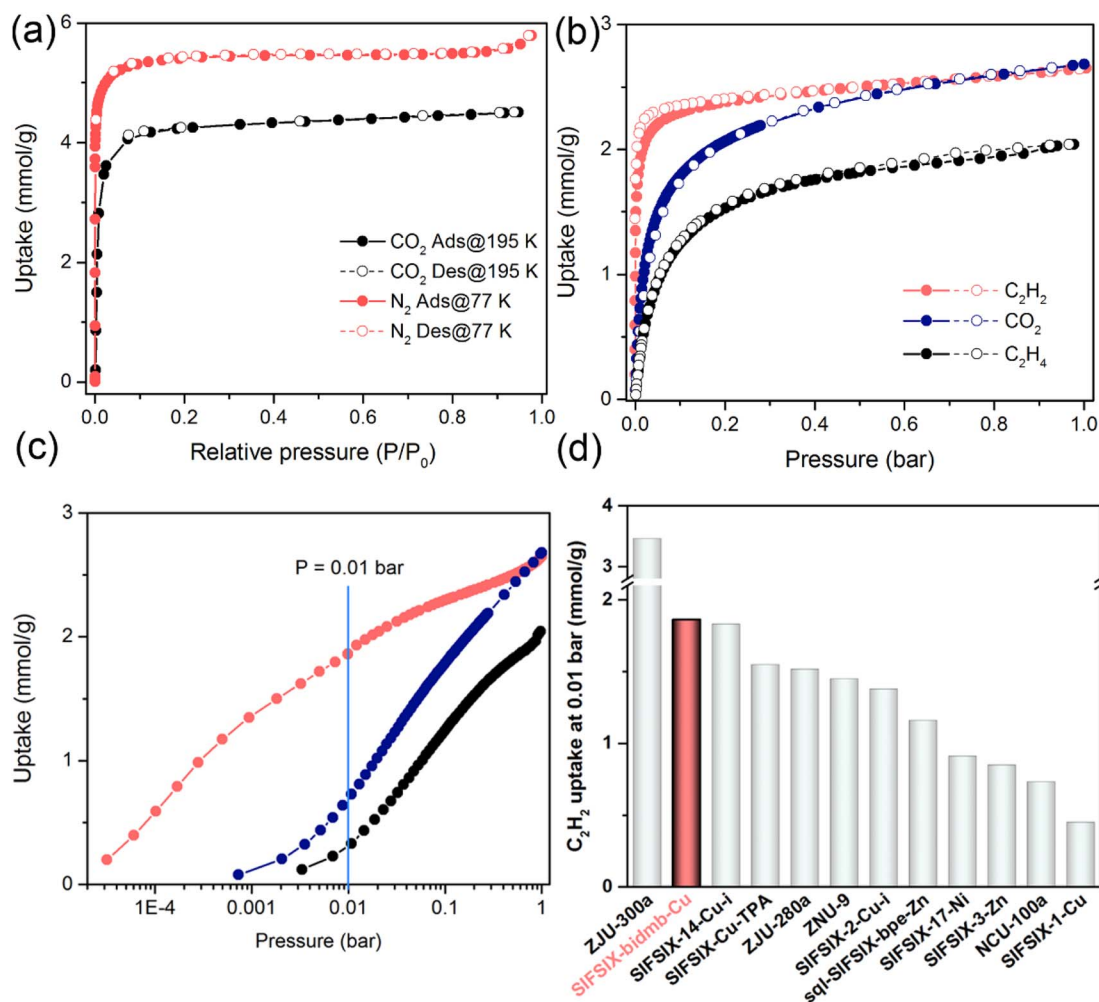 (a)
Uptake (mmol/g)
6
4
2
0
CO₂ Ads@195 K
CO₂ Des@195 K
N₂ Ads@77 K
N₂ Des@77 K
0.0 0.2 0.4 0.6 0.8 1.0
Relative pressure (P/P₀)
(b)
Uptake (mmol/g)
3
2
1
0
C₂H₂
CO₂
C₂H₄
0.0 0.2 0.4 0.6 0.8 1.0
Pressure (bar)
(c)
Uptake (mmol/g)
3
2
1
0
P = 0.01 bar
1E-4 0.001 0.01 0.1 1
Pressure (bar)
(d)
C₂H₂ uptake at 0.01 bar (mmol/g)
4
3
2
1
0
ZJU-300a
SIFSIX-bidmb-Cu
SIFSIX-14-Cu-i
SIFSIX-Cu-TPA
ZJU-280a
ZNU-9
SIFSIX-2-Cu-i
sql-SIFSIX-bpe-Zn
SIFSIX-17-Ni
SIFSIX-3-Zn
NCU-100a
SIFSIX-1-Cu